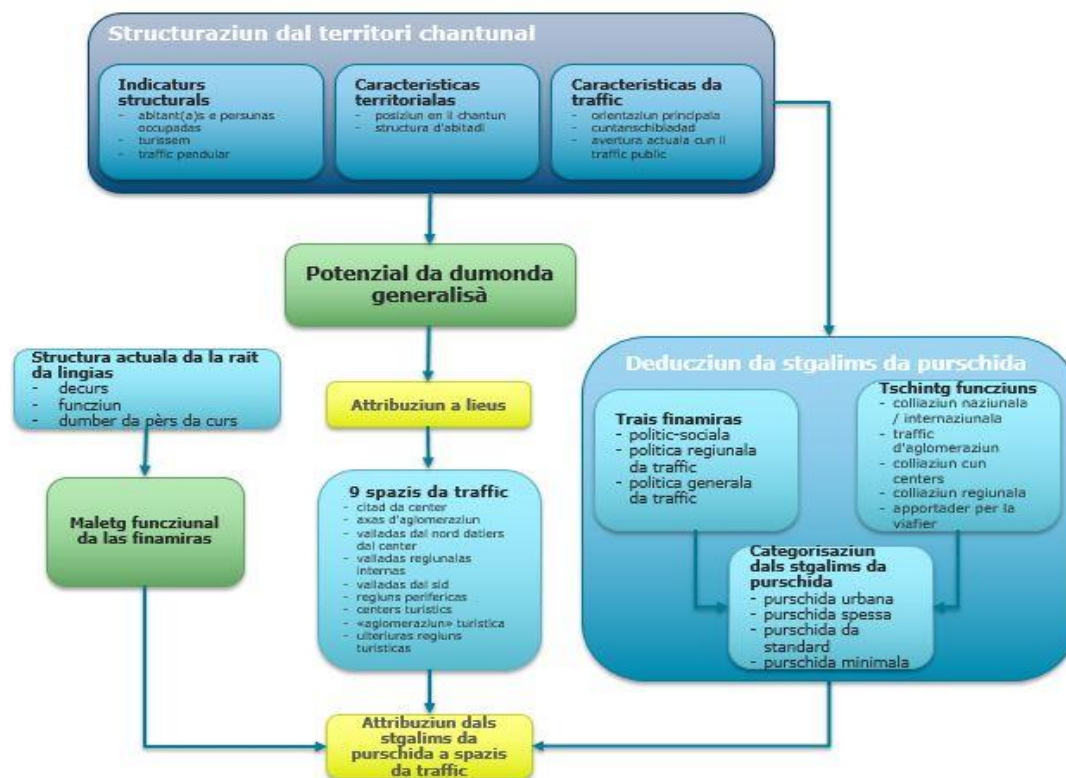 Structuraziun dal territori chantunal
Indicaturs
structurals
- abitant(a)s e persunas
occupadas
- turissem
- traffic pendular
Caracteristicas
territorialas
- posiziun en il chantun
- structura d'abitadi
Caracteristicas da
traffic
- orientaziun principala
- cuntanschibladad
- avertura actuala cun il
traffic public
Potenzial da dumonda
generalisà
Structura actuala da la rait
da lingias
- decurs
- funcziun
- dumber da pèrs da curs
Attribuziun a lieus
Maletg funcziunal
da las finamiras
9 spazis da traffic
- citad da center
- axas d'aglomeraziun
- valladas dal nord datiers
dal center
- valladas regiunalas
internas
- valladas dal sid
- regiuns perifericas
- centers turistics
- «aglomeraziun» turistica
- ulteriuras regiuns
turisticas
Deducziun da stgalims da purschida
Trais finamiras
- politic-sociala
- politica regiunala
da traffic
- politica generala
da traffic
Tschintg funcziuns
- colliaziun naziunala
/ internaziunala
- traffic
d'aglomeraziun
- colliaziun cun
centers
- colliaziun regiunala
- apportader per la
viafier
Categorisaziun
dals stgalims da
purschida
- purschida urbana
- purschida spessa
- purschida da
standard
- purschida minimala
Attribuziun dals
stgalims da
purschida a spazis
da traffic